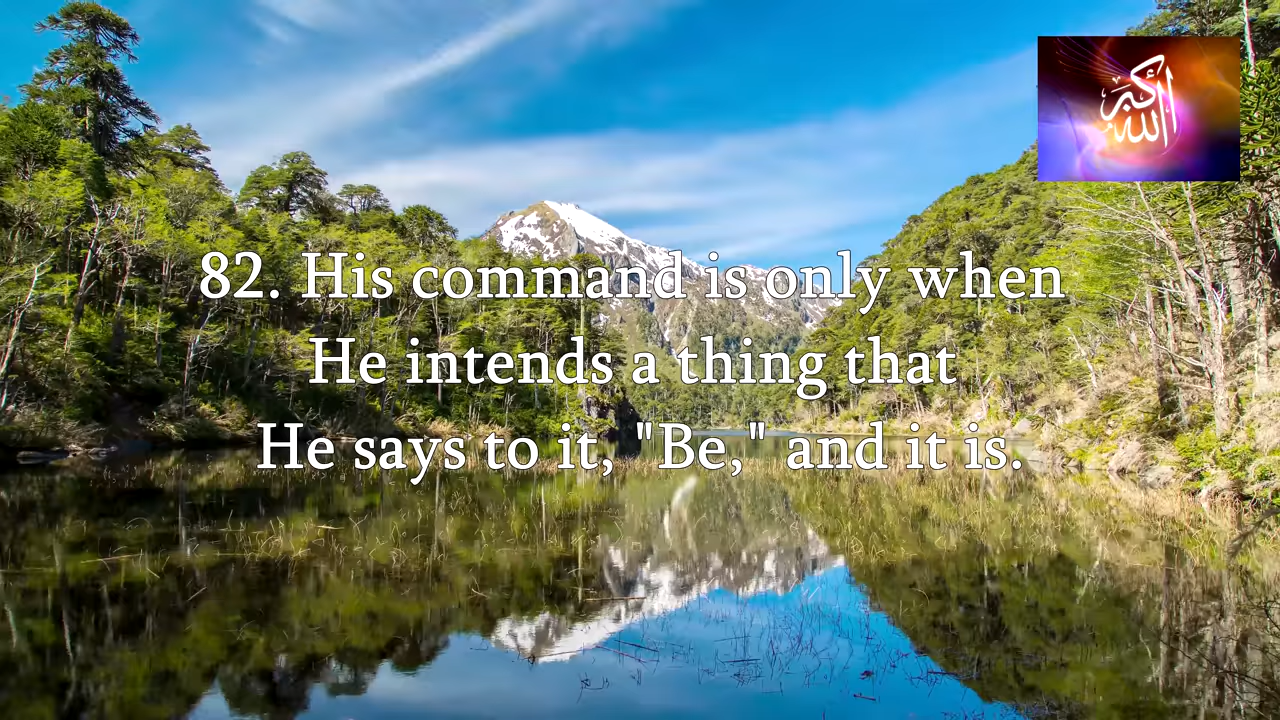 الله أكبر
82. His command is only when
He intends a thing that
He says to it, "Be," and it is.